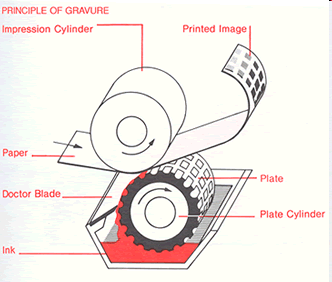 PRINCIPLE OF GRAVURE
Impression Cylinder
Printed Image
Paper
Plate
Doctor Blade
Plate Cylinder
Ink